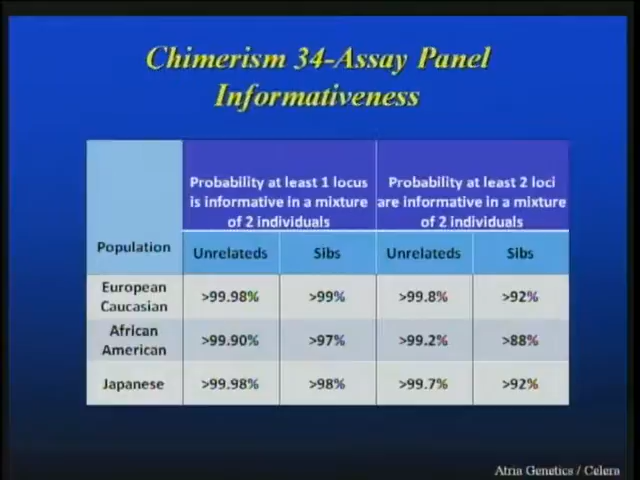 Chimerism 34-Assay Panel
Informativeness
Probability at least 1 locus
is informative in a mixture
of 2 individuals
Probability at least 2 loci
are informative in a mixture
of 2 individuals
Population
Unrelateds
Sibs
Unrelateds
Sibs
European
Caucasian
>99.98%
>99%
>99.8%
>92%
African
American
>99.90%
>97%
>99.2%
>88%
Japanese
>99.98%
>98%
>99.7%
>92%
Atria Genetics / Celera